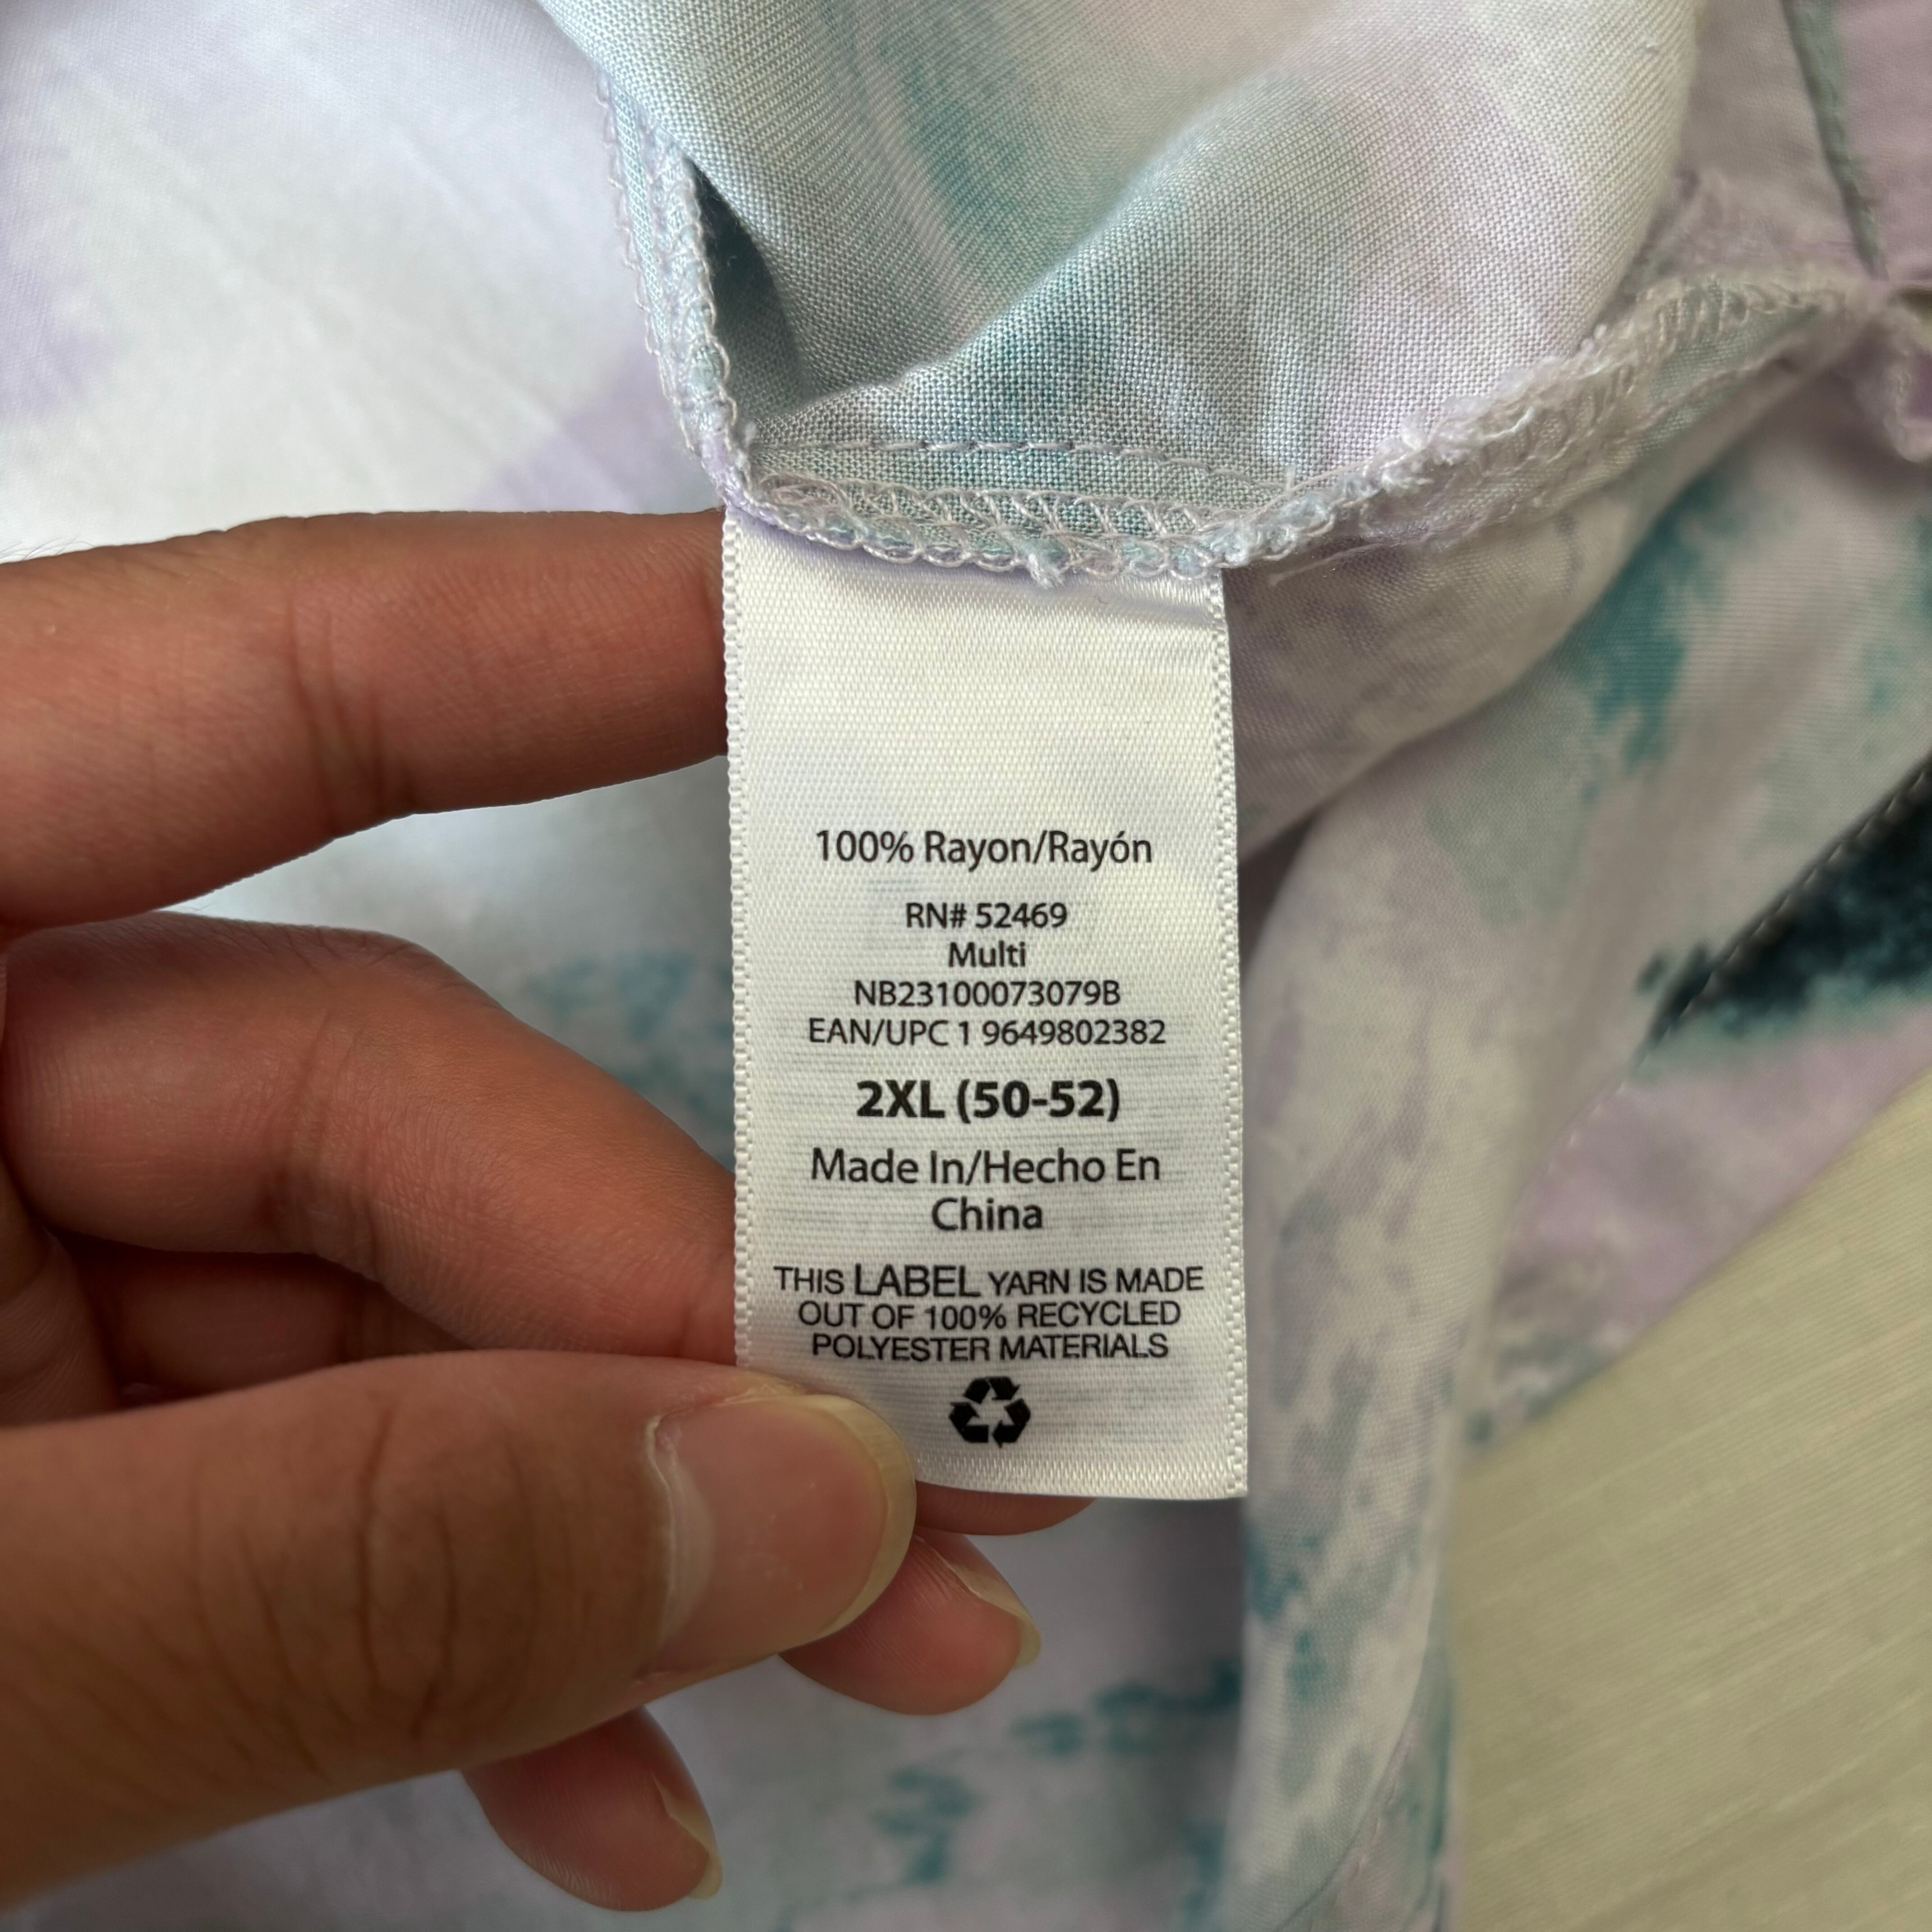 100% Rayon/Rayón
RN# 52469
Multi
NB23100073079B
EAN/UPC 1 9649802382
2XL (50-52)
Made In/Hecho En
China
THIS LABEL YARN IS MADE
OUT OF 100% RECYCLED
POLYESTER MATERIALS